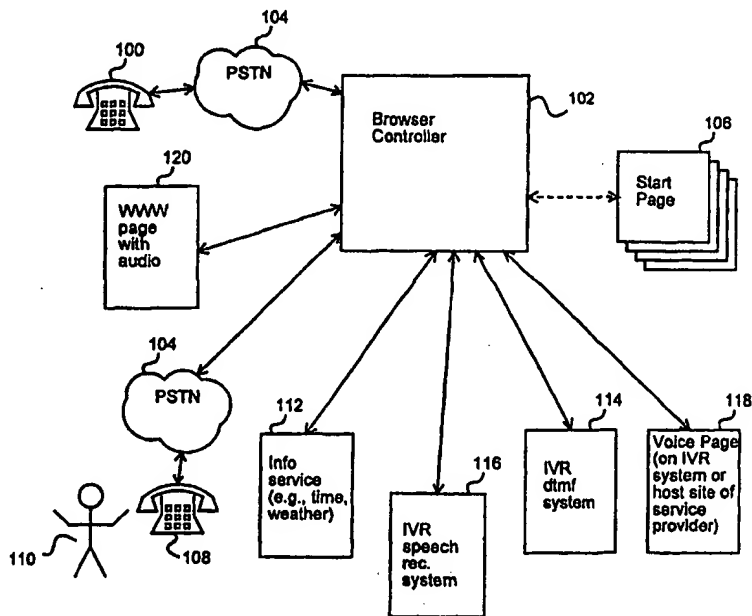 104
100
PSTN
102
Browser
Controller
106
Start
Page
120
WWW
page
with
audio
104
PSTN
112
Info
service
(e.g., time,
weather)
116
IVR
speech
rec.
system
114
IVR
dtmf
system
118
Voice Page
(on IVR
system or
host site of
service
provider)
110
108